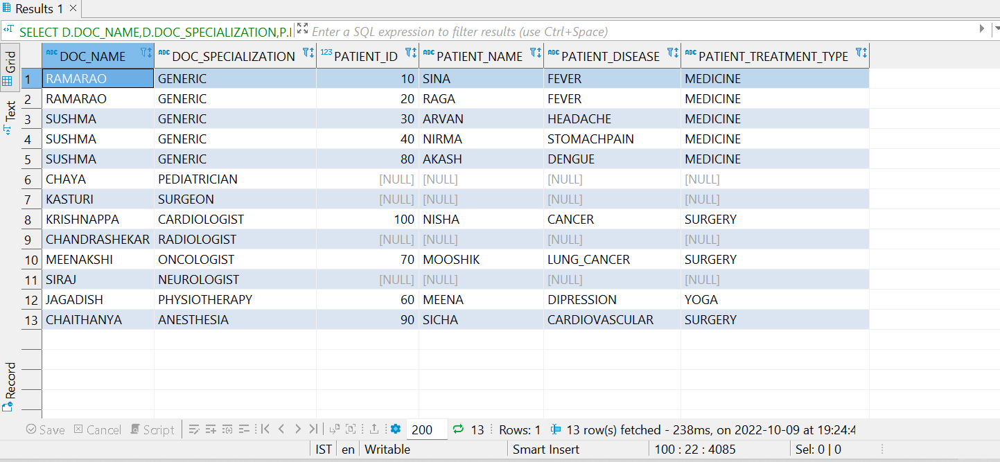 Results 1
SELECT D.DOC_NAME,D.DOC_SPECIALIZATION,P. Enter a SQL expression to filter results (use Ctrl+Space)
Grid
Text
Record
ABC DOC_NAME ABC DOC_SPECIALIZATION 123 PATIENT_ID ABC PATIENT_NAME ABC PATIENT_DISEASE ABC PATIENT_TREATMENT_TYPE
1 RAMARAO GENERIC 10 SINA FEVER MEDICINE
2 RAMARAO GENERIC 20 RAGA FEVER MEDICINE
3 SUSHMA GENERIC 30 ARVAN HEADACHE MEDICINE
4 SUSHMA GENERIC 40 NIRMA STOMACHPAIN MEDICINE
5 SUSHMA GENERIC 80 AKASH DENGUE MEDICINE
6 CHAYA PEDIATRICIAN [NULL] [NULL] [NULL] [NULL]
7 KASTURI SURGEON [NULL] [NULL] [NULL] [NULL]
8 KRISHNAPPA CARDIOLOGIST 100 NISHA CANCER SURGERY
9 CHANDRASHEKAR RADIOLOGIST [NULL] [NULL] [NULL] [NULL]
10 MEENAKSHI ONCOLOGIST 70 MOOSHIK LUNG_CANCER SURGERY
11 SIRAJ NEUROLOGIST [NULL] [NULL] [NULL] [NULL]
12 JAGADISH PHYSIOTHERAPY 60 MEENA DIPRESSION YOGA
13 CHAITHANYA ANESTHESIA 90 SICHA CARDIOVASCULAR SURGERY
Save Cancel Script 200 13 Rows: 1 13 row(s) fetched - 238ms, on 2022-10-09 at 19:24:4
IST en Writable Smart Insert 100 : 22 : 4085 Sel: 0 | 0